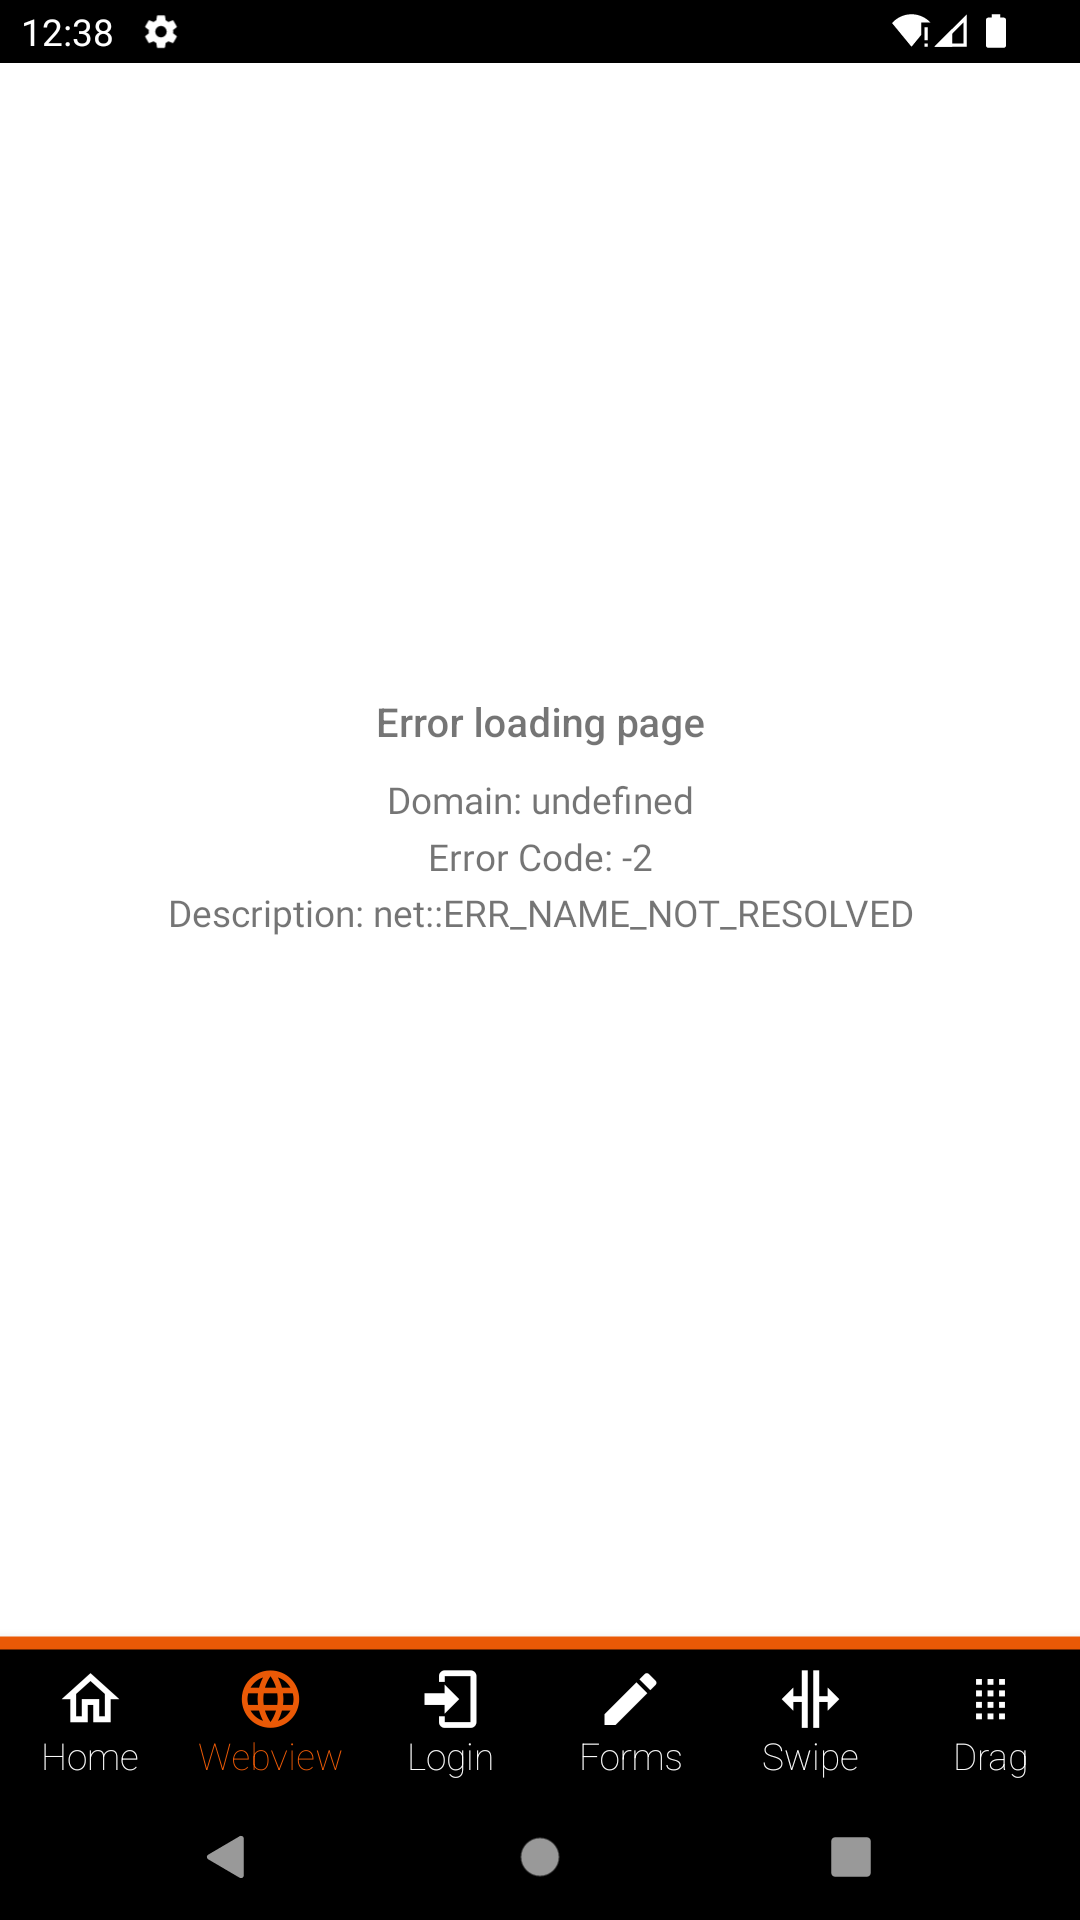 12:38
Error loading page
Domain: undefined
Error Code: -2
Description: net::ERR_NAME_NOT_RESOLVED
Home Webview Login Forms Swipe Drag